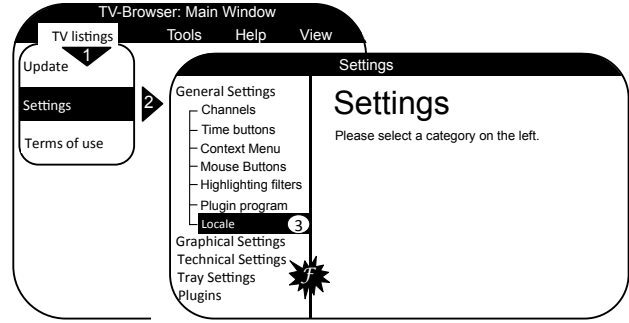 TV-Browser: Main Window
TV listings Tools Help View
1
Update
Settings
2
Terms of use
Settings
General Settings
Channels
Time buttons
Context Menu
Mouse Buttons
Highlighting filters
Plugin program
Locale 3
Graphical Settings
Technical Settings
Tray Settings
Plugins
F
Settings
Please select a category on the left.